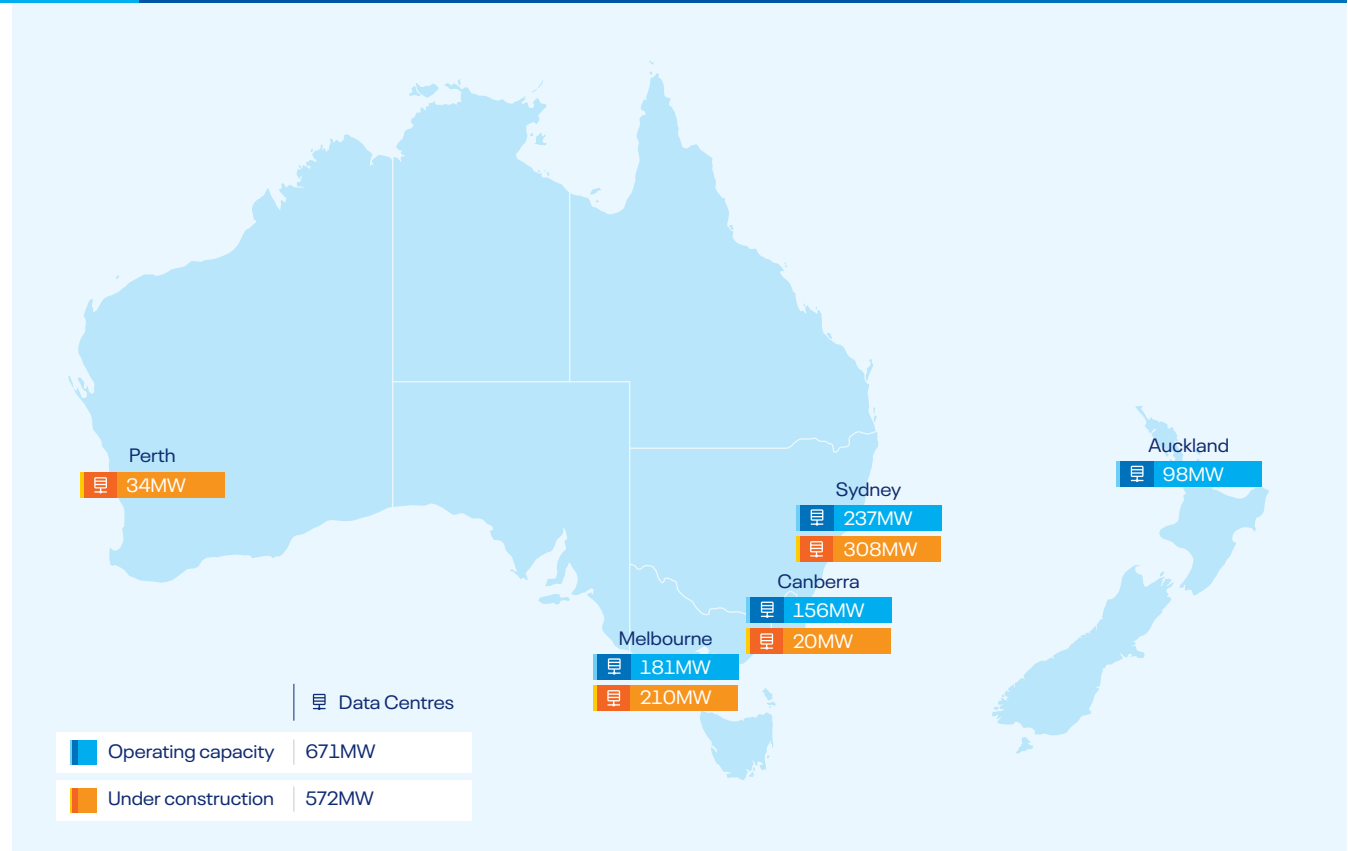 Perth
34MW
Auckland
98MW
Sydney
237MW
308MW
Canberra
156MW
20MW
Melbourne
181MW
210MW
Data Centres
Operating capacity 671MW
Under construction 572MW